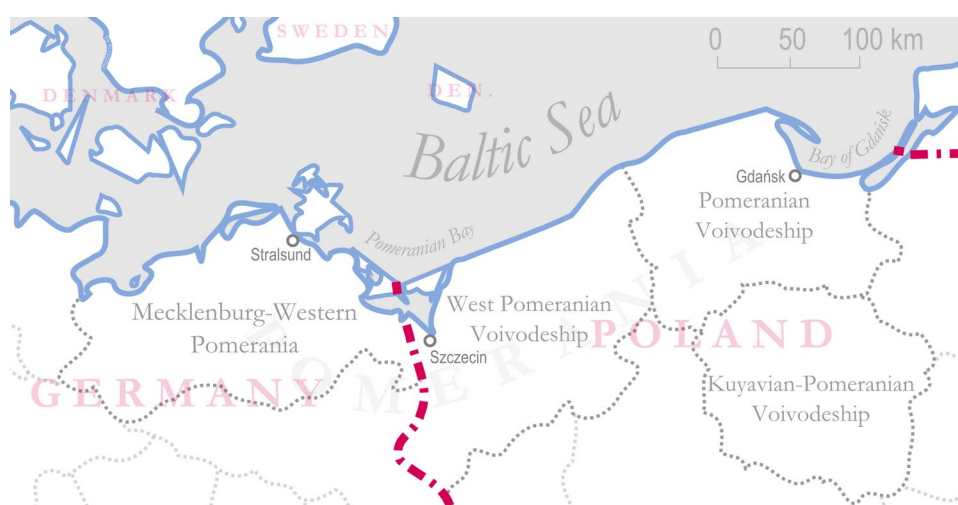 SWEDEN
0 50 100 km
DENMARK
DEN.
Baltic Sea
Bay of Gdańsk
Gdańsk
Pomeranian
Voivodeship
Pomeranian Bay
Stralsund
Mecklenburg-Western
Pomerania
West Pomeranian
Voivodeship
POLAND
Szczecin
POMERANIA
GERMANY
Kuyavian-Pomeranian
Voivodeship